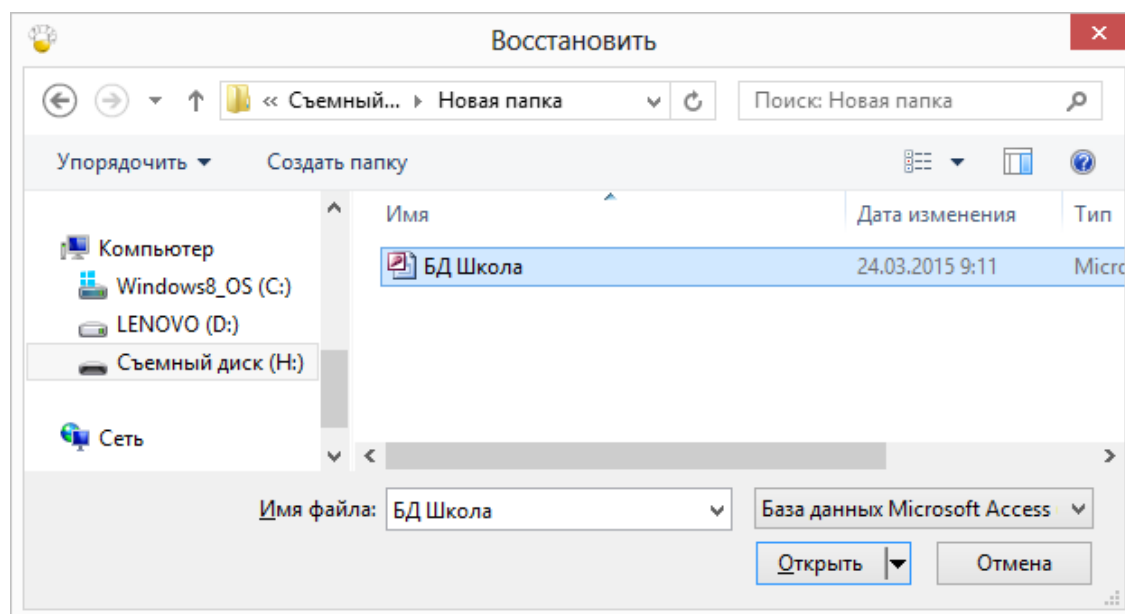 Восстановить
« Съемный... Новая папка
Поиск: Новая папка
Упорядочить
Создать папку
Имя
Дата изменения
Тип
Компьютер
БД Школа
24.03.2015 9:11
Micro
Windows8_OS (C:)
LENOVO (D:)
Съемный диск (H:)
Сеть
Имя файла:
БД Школа
База данных Microsoft Access
Открыть
Отмена